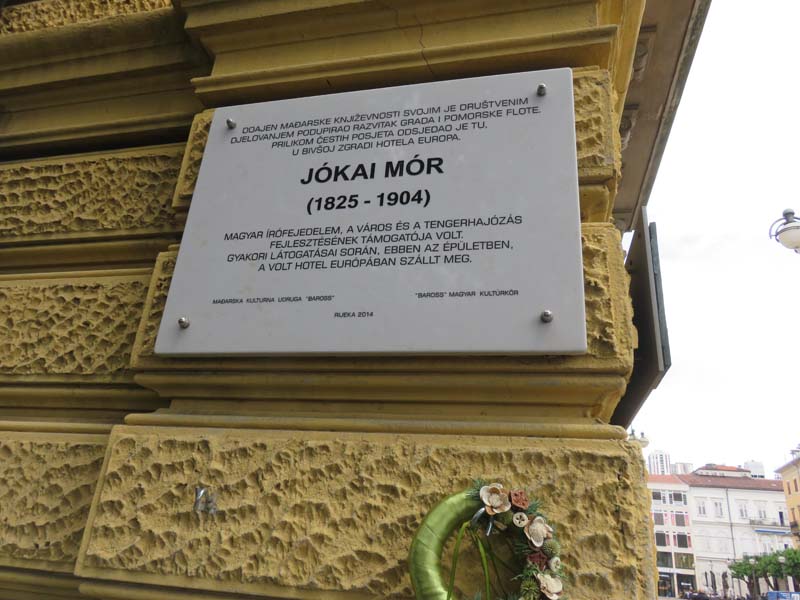 DOAJEN MAĐARSKE KNJIŽEVNOSTI SVOJIM JE DRUŠTVENIM
DJELOVANJEM PODUPIRAO RAZVITAK GRADA I POMORSKE FLOTE.
PRILIKOM ČESTIH POSJETA ODSJEDAO JE TU,
U BIVŠOJ ZGRADI HOTELA EUROPA.
JÓKAI MÓR
(1825 - 1904)
MAGYAR ÍRÓFEJEDELEM, A VÁROS ÉS A TENGERHAJÓZÁS
FEJLESZTÉSÉNEK TÁMOGATÓJA VOLT.
GYAKORI LÁTOGATÁSAI SORÁN, EBBEN AZ ÉPÜLETBEN,
A VOLT HOTEL EURÓPÁBAN SZÁLLT MEG.
MAĐARSKA KULTURNA UDRUGA "BAROSS" "BAROSS" MAGYAR KULTÚRKÖR
RIJEKA 2014